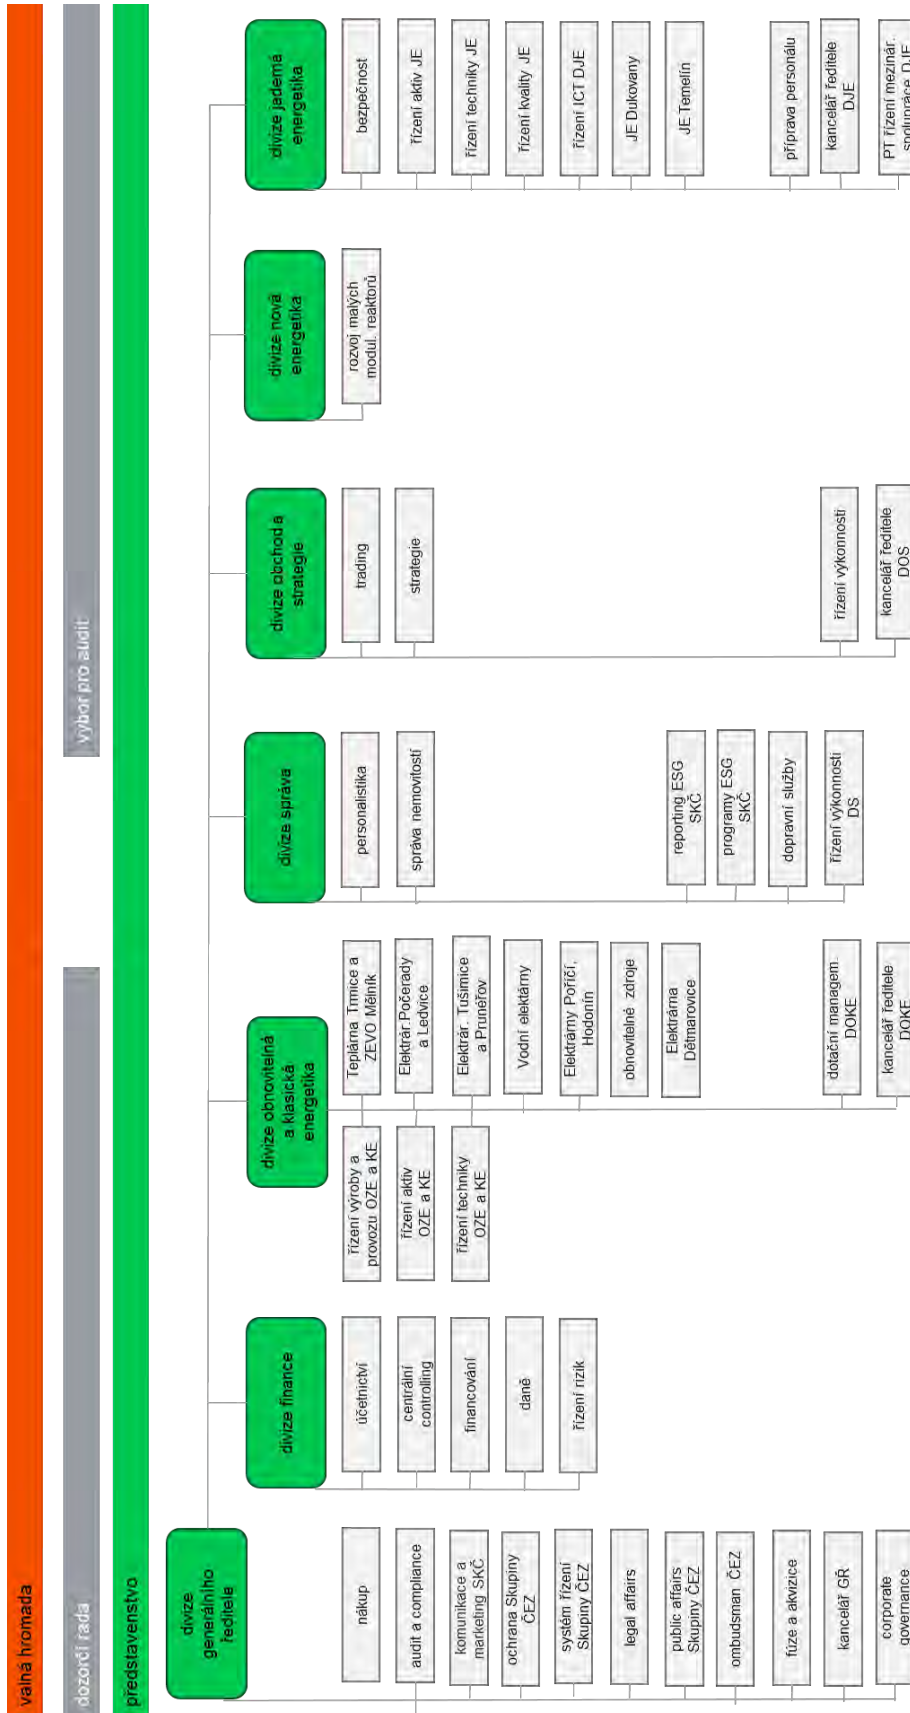 valná hromada
dozorčí rada
výbor pro audit
představenstvo
divize
generálního
ředitele
nákup
audit a compliance
komunikace a
marketing SKČ
ochrana Skupiny
ČEZ
systém řízení
Skupiny ČEZ
legal affairs
public affairs
Skupiny ČEZ
ombudsman ČEZ
fúze a akvizice
kancelář GŘ
corporate
governance
divize finance
účetnictví
centrální
controlling
financování
daně
řízení rizik
divize obnovitelná
a klasická
energetika
řízení výroby a
provozu OZE a KE
řízení aktiv
OZE a KE
řízení techniky
OZE a KE
Teplárna Trmice a
ZEVO Mělník
Elektrár.Počerady
a Ledvice
Elektrár. Tušimice
a Prunéřov
Vodní elektárny
Elektrárny Poříčí,
Hodonín
obnovitelné zdroje
Elektrárna
Dětmarovice
dotační managem.
DOKE
kancelář ředitele
DOKE
divize správa
personalistika
správa nemovitostí
reporting ESG
SKČ
programy ESG
SKČ
dopravní služby
řízení výkonnosti
DS
divize obchod a
strategie
trading
strategie
řízení výkonnosti
kancelář ředitele
DOS
divize nová
energetika
rozvoj malých
modul. reaktorů
divize jaderná
energetika
bezpečnost
řízení aktiv JE
řízení techniky JE
řízení kvality JE
řízení ICT DJE
JE Dukovany
JE Temelín
příprava personálu
kancelář ředitele
DJE
PT řízení mezinár.
spolupráce DJE